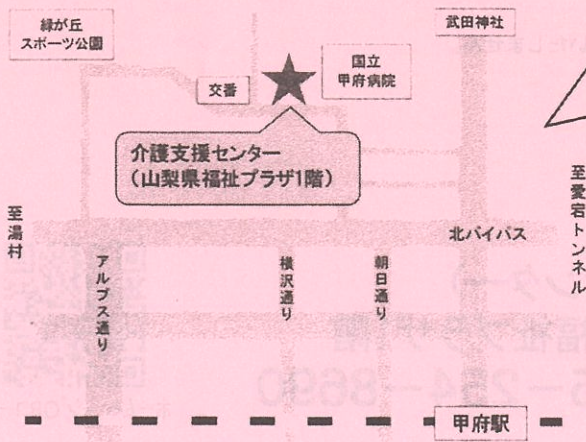 緑が丘
スポーツ公園
武田神社
国立
甲府病院
交番
介護支援センター
（山梨県福祉プラザ1階）
至湯村
至愛宕トンネル
北バイパス
アルプス通り
横沢通り
朝日通り
甲府駅